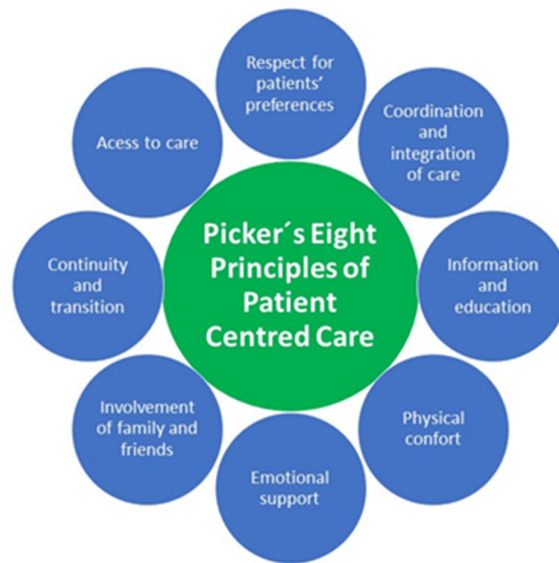 Picker´s Eight
Principles of
Patient
Centred Care
Respect for
patients’
preferences
Coordination
and
integration
of care
Information
and
education
Physical
confort
Emotional
support
Involvement
of family and
friends
Continuity
and
transition
Acess to care